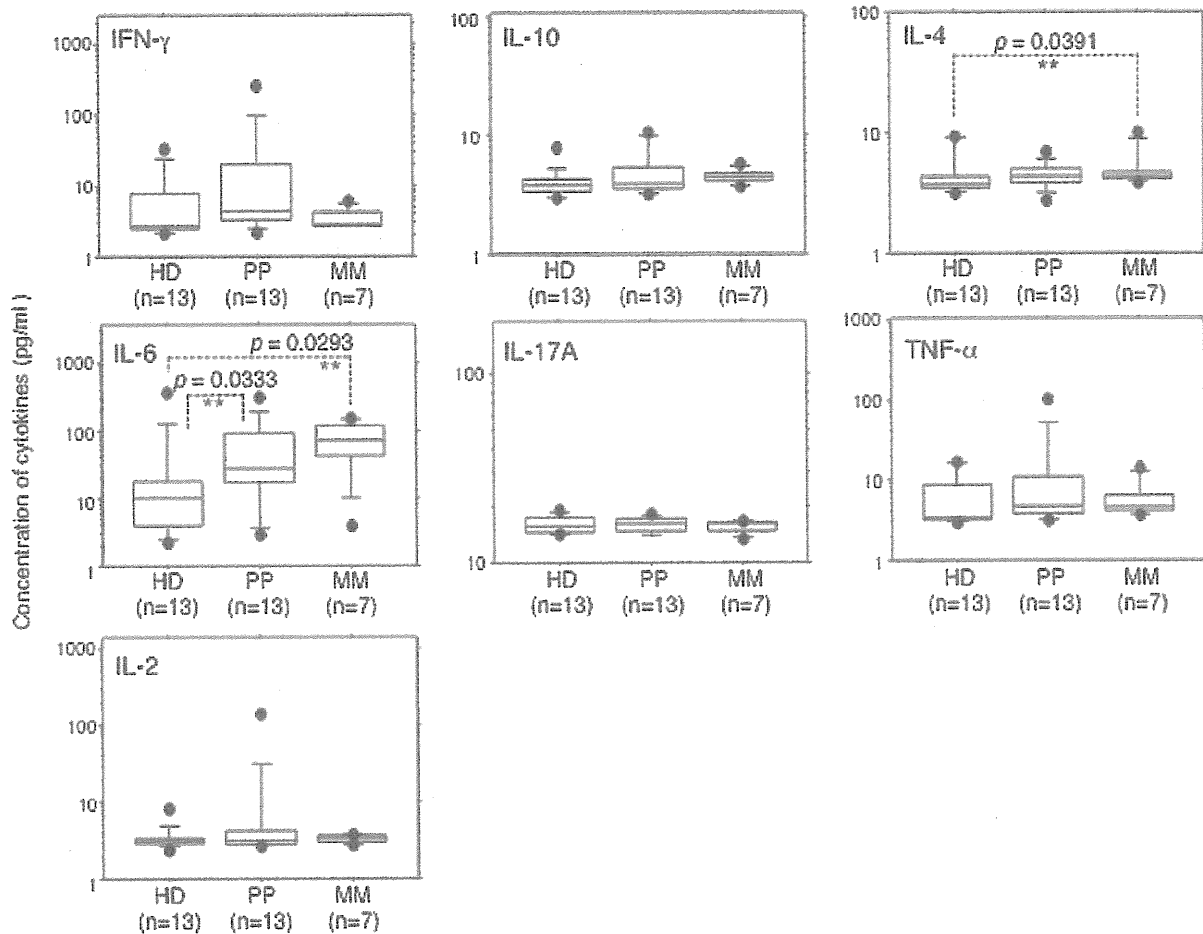 Concentration of cytokines (pg/ml)
IFN-γ
1000
100
10
1
HD PP MM
(n=13) (n=13) (n=7)
IL-10
100
10
1
HD PP MM
(n=13) (n=13) (n=7)
IL-4
p = 0.0391
**
100
10
1
HD PP MM
(n=13) (n=13) (n=7)
IL-6
p = 0.0293
**
p = 0.0333
**
1000
100
10
1
HD PP MM
(n=13) (n=13) (n=7)
IL-17A
100
10
HD PP MM
(n=13) (n=13) (n=7)
TNF-α
1000
100
10
1
HD PP MM
(n=13) (n=13) (n=7)
IL-2
1000
100
10
1
HD PP MM
(n=13) (n=13) (n=7)